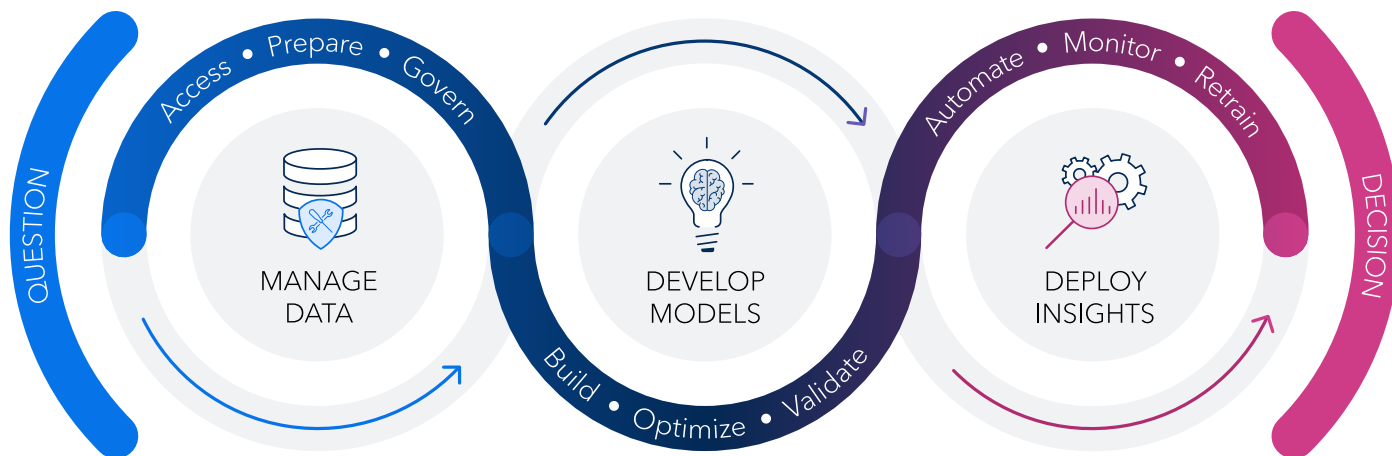 QUESTION
Access • Prepare • Govern
MANAGE
DATA
Build • Optimize • Validate
DEVELOP
MODELS
Automate • Monitor • Retrain
DEPLOY
INSIGHTS
DECISION